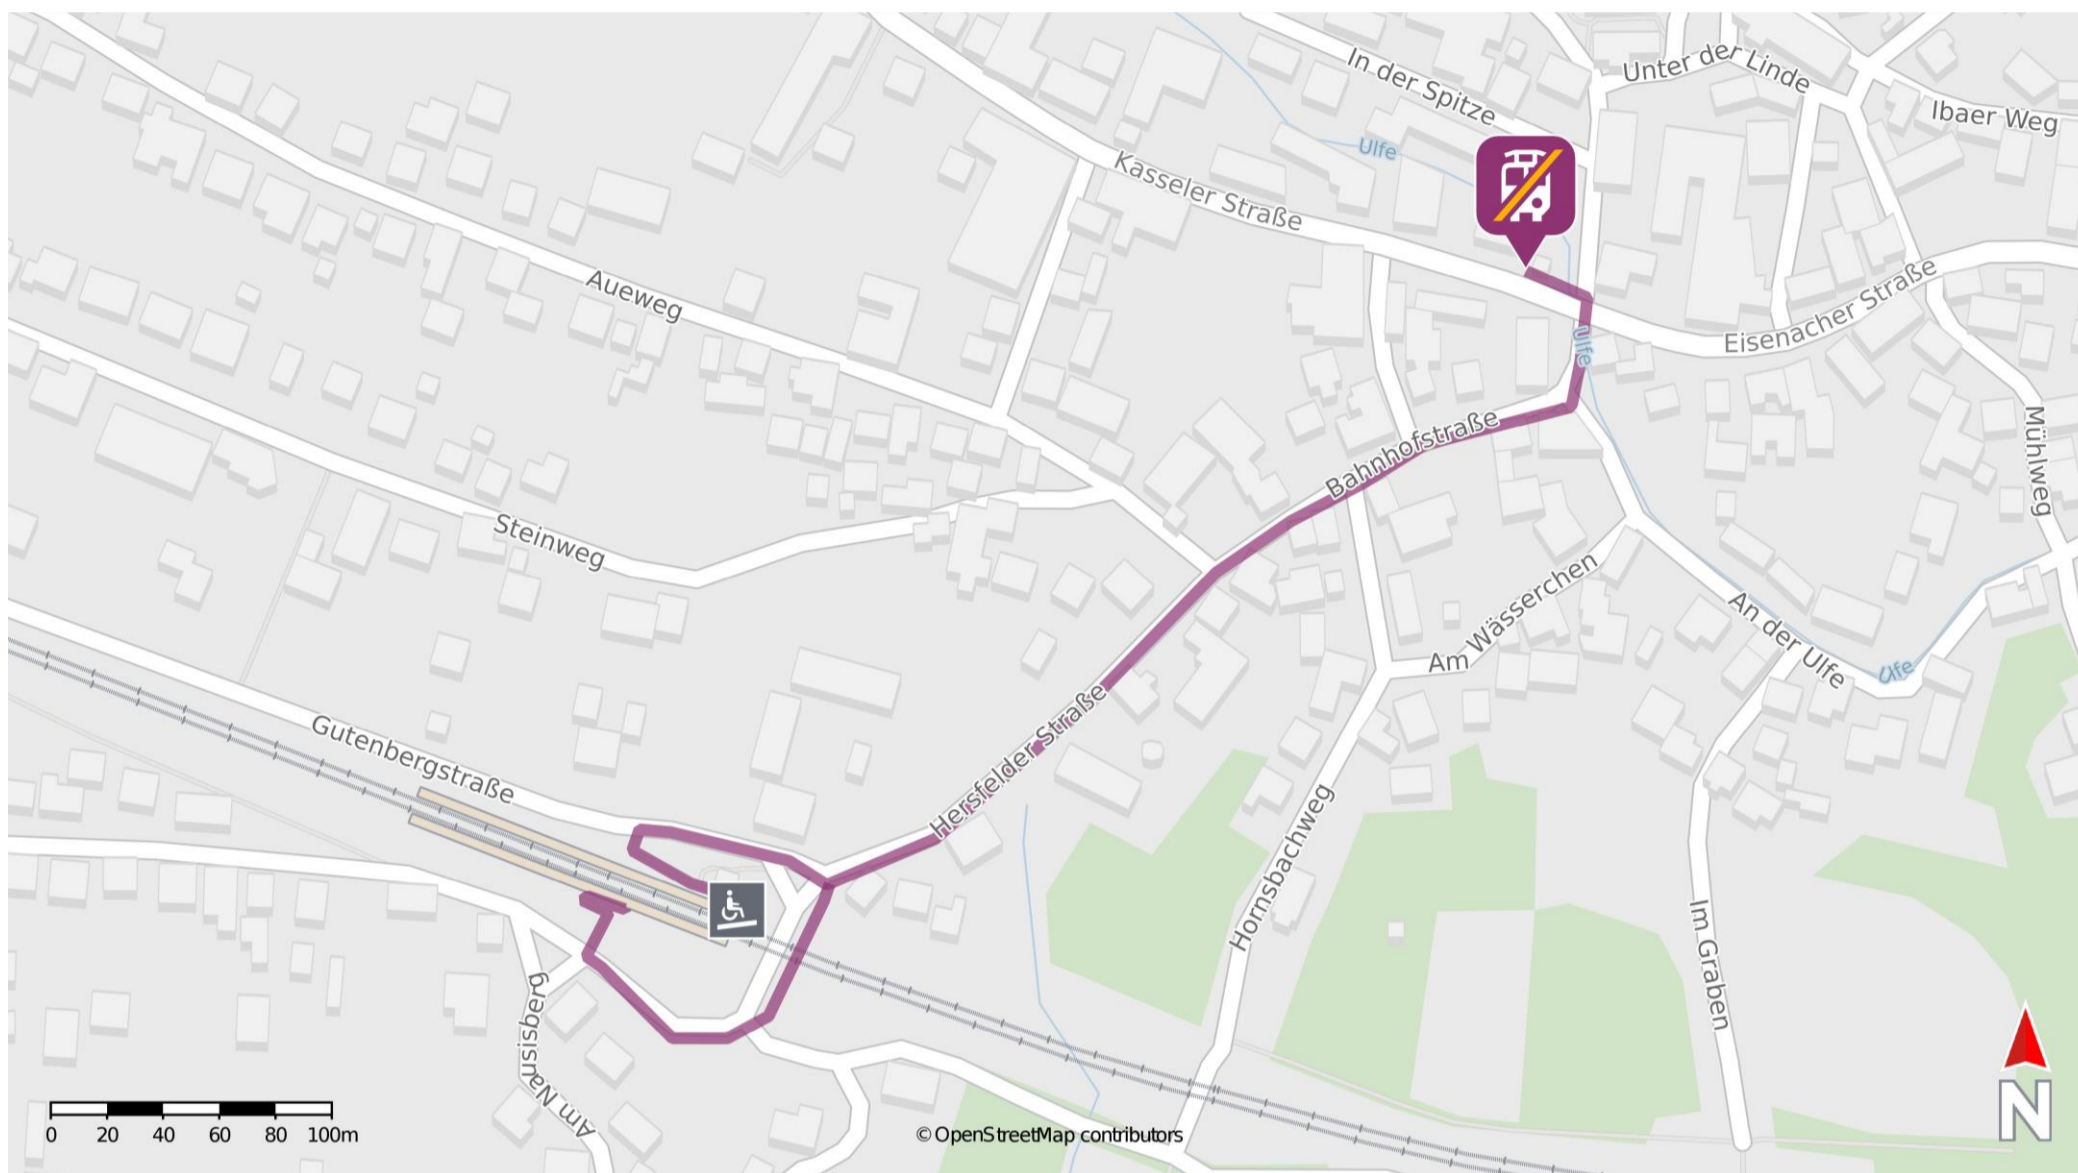 In der Spitze
Unter der Linde
Ibaer Weg
Ulfe
Kasseler Straße
Eisenacher Straße
Aueweg
Ulfe
Bahnhofstraße
Mühlweg
Steinweg
Am Wässerchen
An der Ulfe
Ulfe
Hersfelder Straße
Gutenbergstraße
Hornsbachweg
Im Graben
Am Nausisberg
N
0 20 40 60 80 100m
© OpenStreetMap contributors